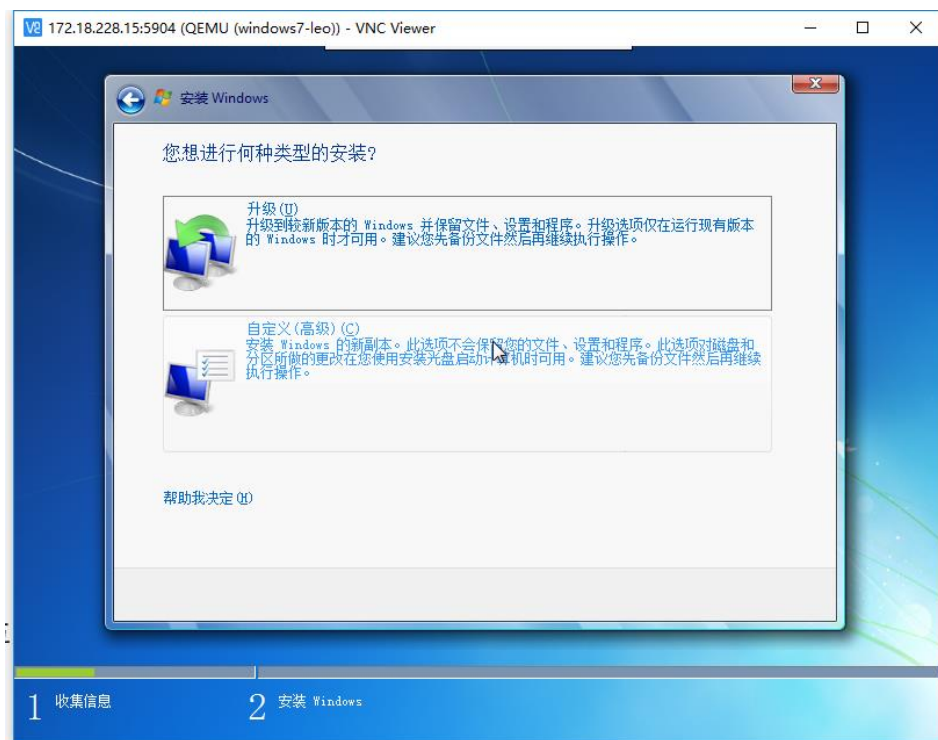 172.18.228.15:5904 (QEMU (windows7-leo)) - VNC Viewer
安装 Windows
您想进行何种类型的安装?
升级(U)
升级到较新版本的 Windows 并保留文件、设置和程序。升级选项仅在运行现有版本
的 Windows 时才可用。建议您先备份文件然后再继续执行操作。
自定义(高级)(C)
安装 Windows 的新副本。此选项不会保留您的文件、设置和程序。此选项对磁盘和
分区所做的更改在您使用安装光盘启动计算机时可用。建议您先备份文件然后再继续
执行操作。
帮助我决定(H)
1 收集信息
2 安装 Windows